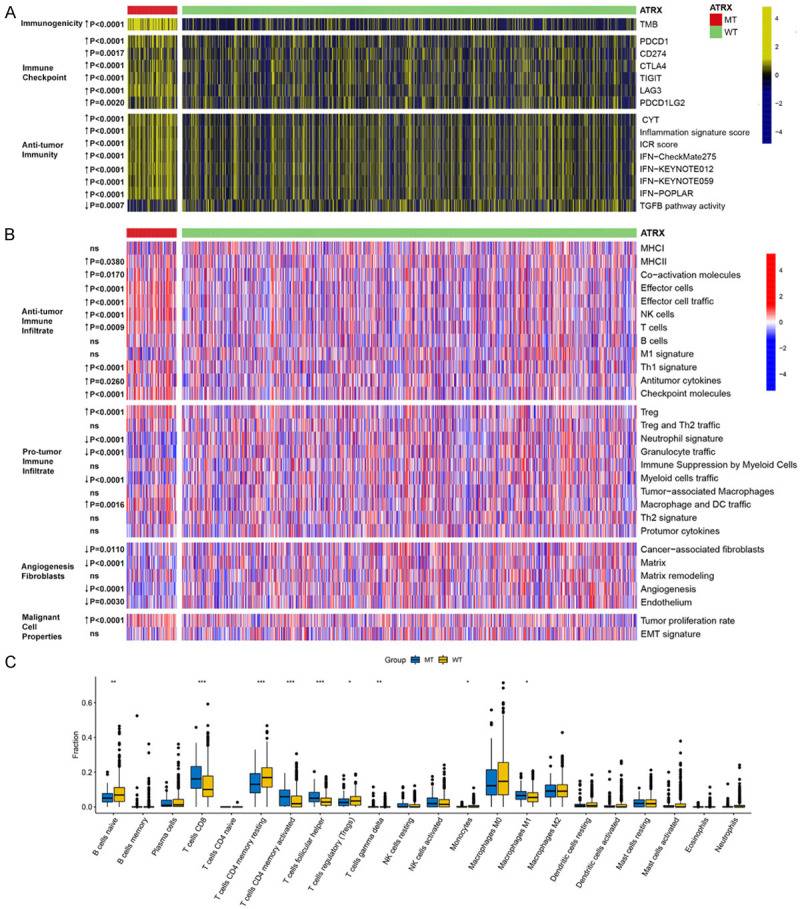 A
ATRX
MT
WT
Immunogenicity ↑P<0.0001 TMB
Immune
Checkpoint
↑P<0.0001 PDCD1
↑P=0.0017 CD274
↑P<0.0001 CTLA4
↑P<0.0001 TIGIT
↑P<0.0001 LAG3
↑P=0.0020 PDCD1LG2
Anti-tumor
Immunity
↑P<0.0001 CYT
↑P<0.0001 Inflammation signature score
↑P<0.0001 ICR score
↑P<0.0001 IFN-CheckMate275
↑P<0.0001 IFN-KEYNOTE012
↑P<0.0001 IFN-KEYNOTE059
↑P<0.0001 IFN-POPLAR
↓P=0.0007 TGFB pathway activity
4
2
0
-2
-4
B
ATRX
Anti-tumor
Immune
Infiltrate
ns MHCI
↑P=0.0380 MHCII
↑P=0.0170 Co-activation molecules
↑P<0.0001 Effector cells
↑P<0.0001 Effector cell traffic
↑P<0.0001 NK cells
↑P=0.0009 T cells
ns B cells
ns M1 signature
↑P<0.0001 Th1 signature
↑P=0.0260 Antitumor cytokines
↑P<0.0001 Checkpoint molecules
Pro-tumor
Immune
Infiltrate
↑P<0.0001 Treg
ns Treg and Th2 traffic
↓P<0.0001 Neutrophil signature
↓P<0.0001 Granulocyte traffic
ns Immune Suppression by Myeloid Cells
↓P<0.0001 Myeloid cells traffic
ns Tumor-associated Macrophages
↑P=0.0016 Macrophage and DC traffic
ns Th2 signature
ns Protumor cytokines
Angiogenesis
Fibroblasts
↓P=0.0110 Cancer-associated fibroblasts
↓P<0.0001 Matrix
ns Matrix remodeling
↓P<0.0001 Angiogenesis
↓P=0.0030 Endothelium
Malignant
Cell
Properties
↑P<0.0001 Tumor proliferation rate
ns EMT signature
4
2
0
-2
-4
C
Group MT WT
** *** *** *** *** * ** * *
Fraction
0.6
0.4
0.2
0.0
B cells naive
B cells memory
Plasma cells
T cells CD8
T cells CD4 naive
T cells CD4 memory resting
T cells CD4 memory activated
T cells follicular helper
T cells regulatory (Tregs)
T cells gamma delta
NK cells resting
NK cells activated
Monocytes
Macrophages M0
Macrophages M1
Macrophages M2
Dendritic cells resting
Dendritic cells activated
Mast cells resting
Mast cells activated
Eosinophils
Neutrophils